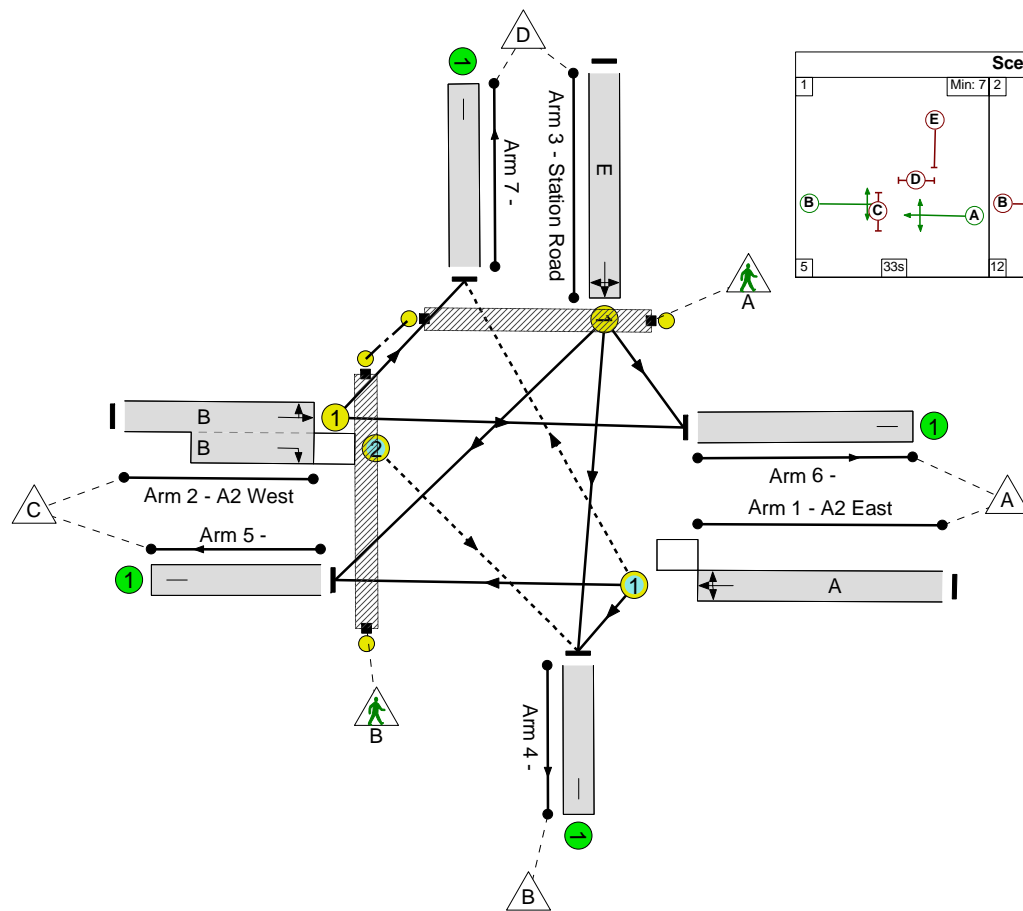 D
Sce
1
Min: 7
2
1
E
Arm 7 -
Arm 3 - Station Road
E
D
B
C
A
B
5
33s
12
A
1
B
1
B
2
1
Arm 6 -
Arm 2 - A2 West
C
A
Arm 1 - A2 East
Arm 5 -
1
1
A
B
Arm 4 -
1
B